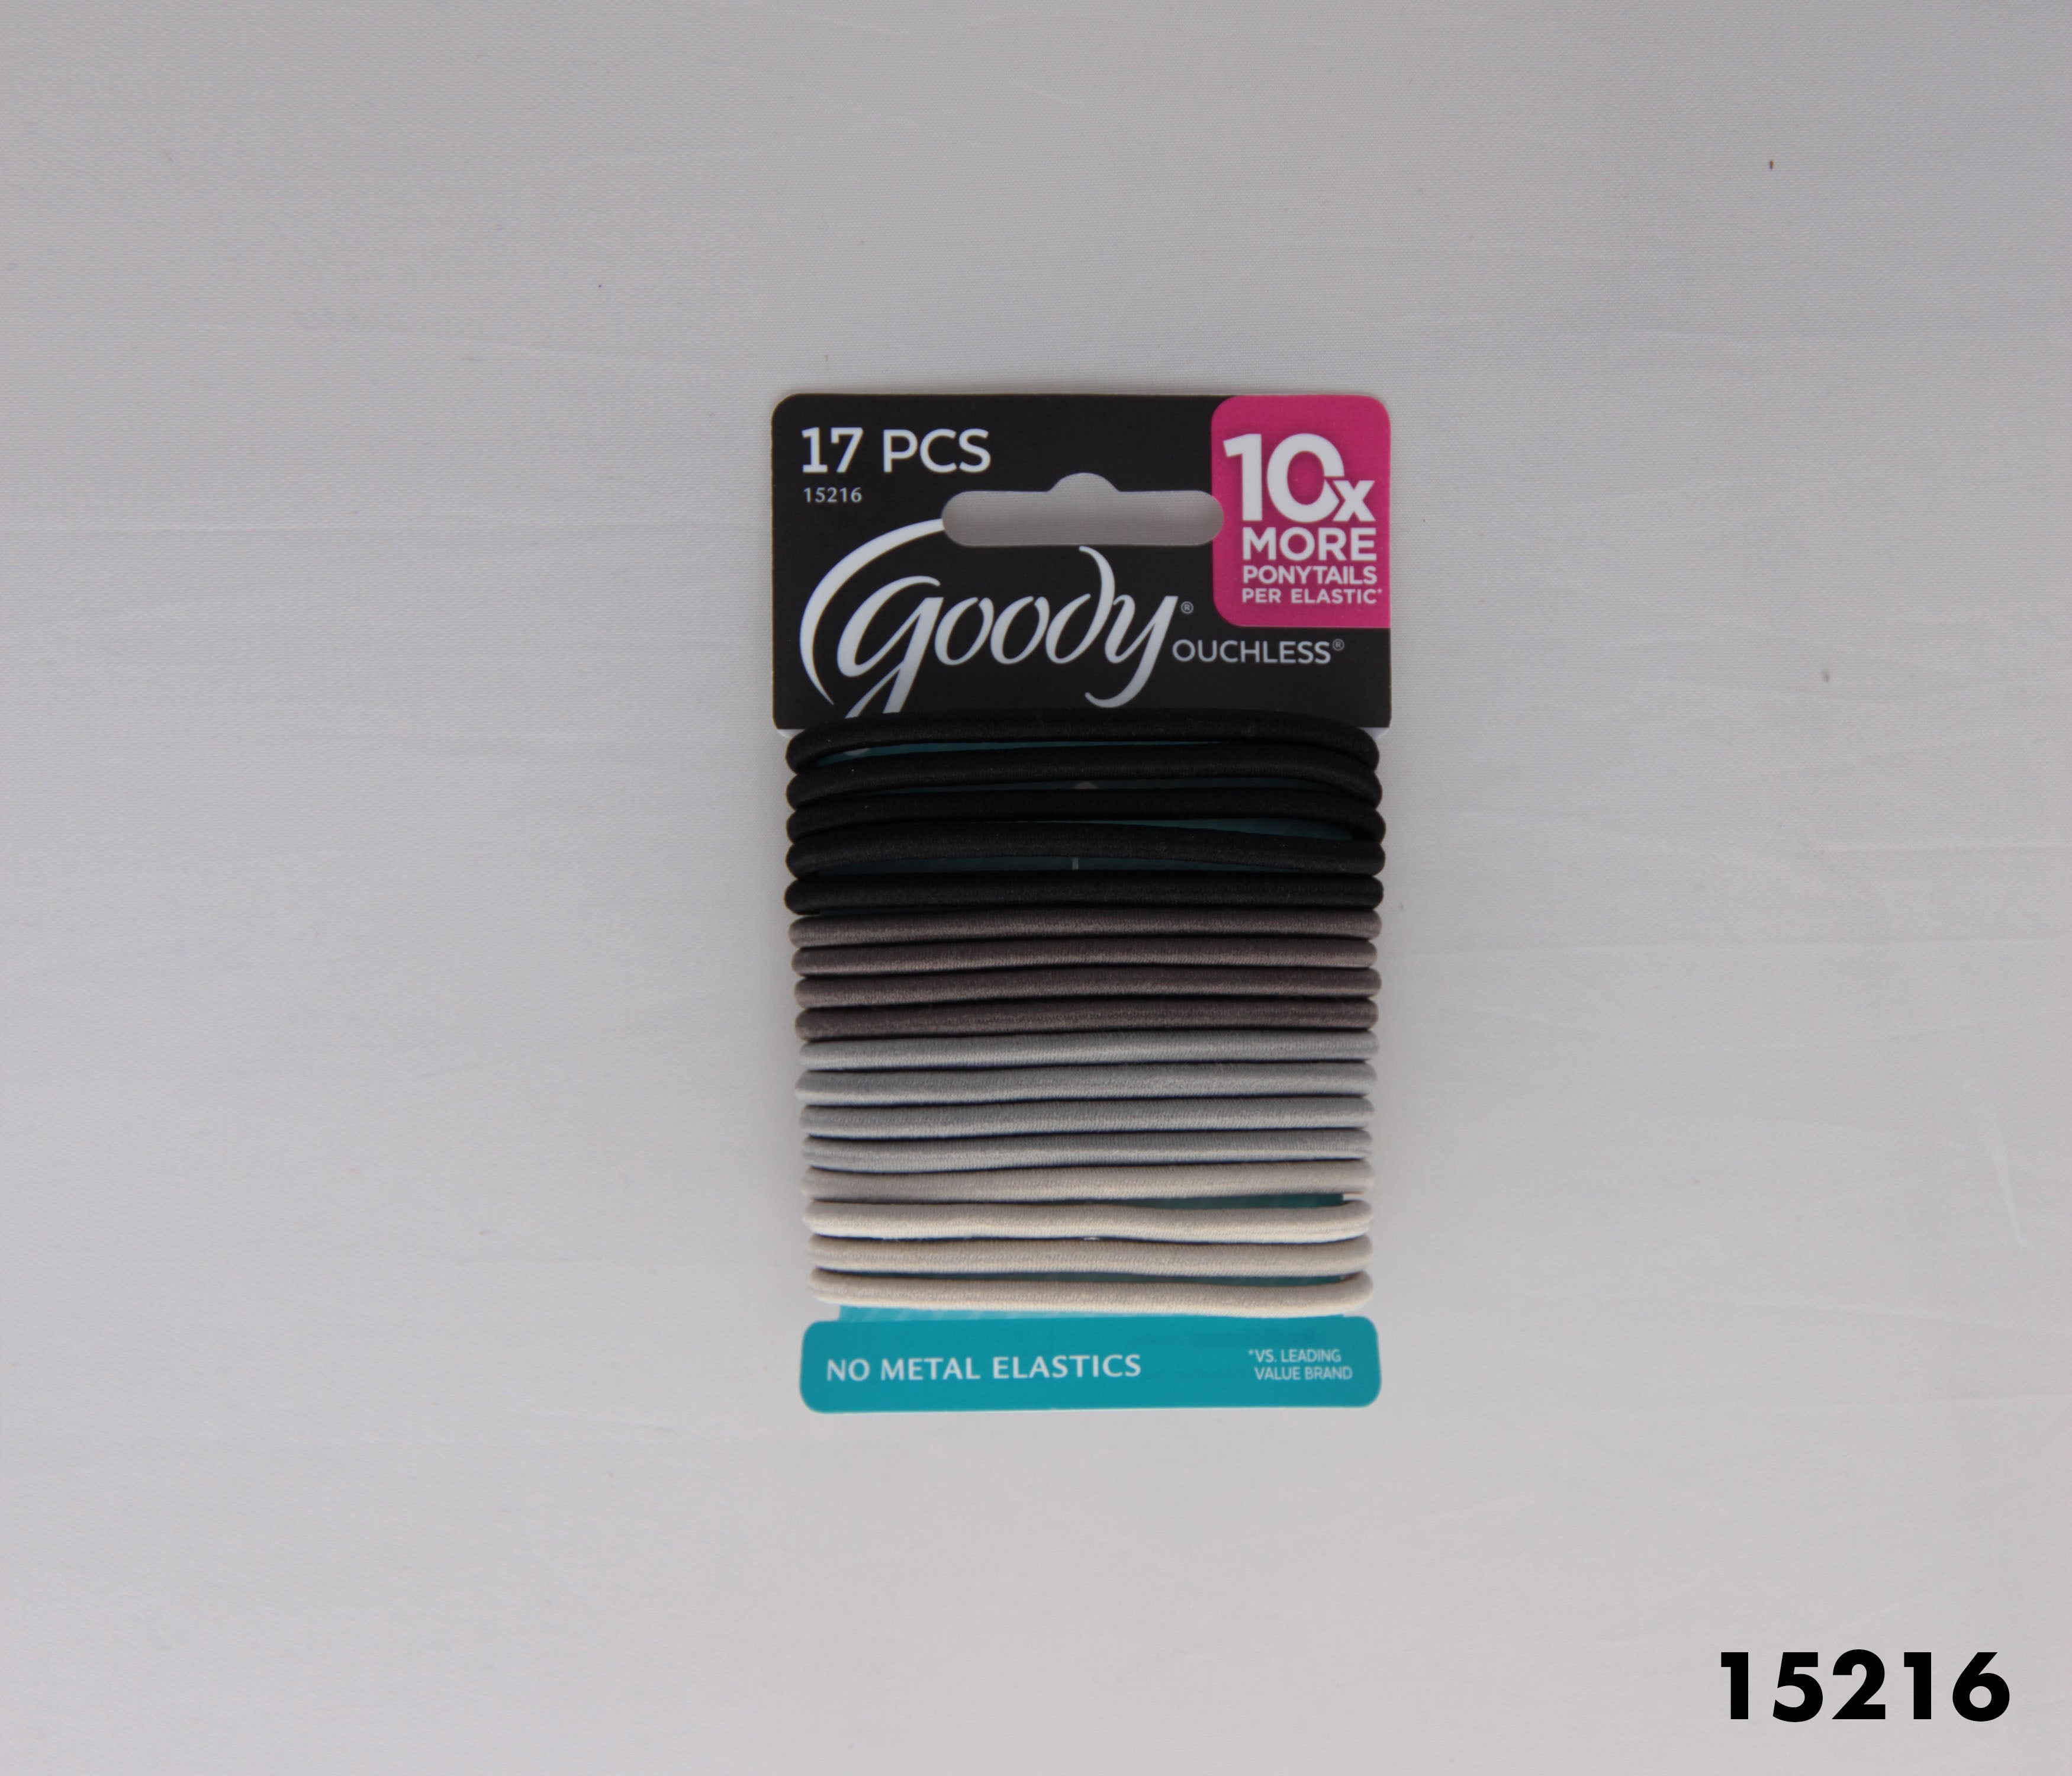 17 PCS
15216
10x
MORE
PONYTAILS
PER ELASTIC*
goody® OUCHLESS®
NO METAL ELASTICS
*VS. LEADING
VALUE BRAND
15216